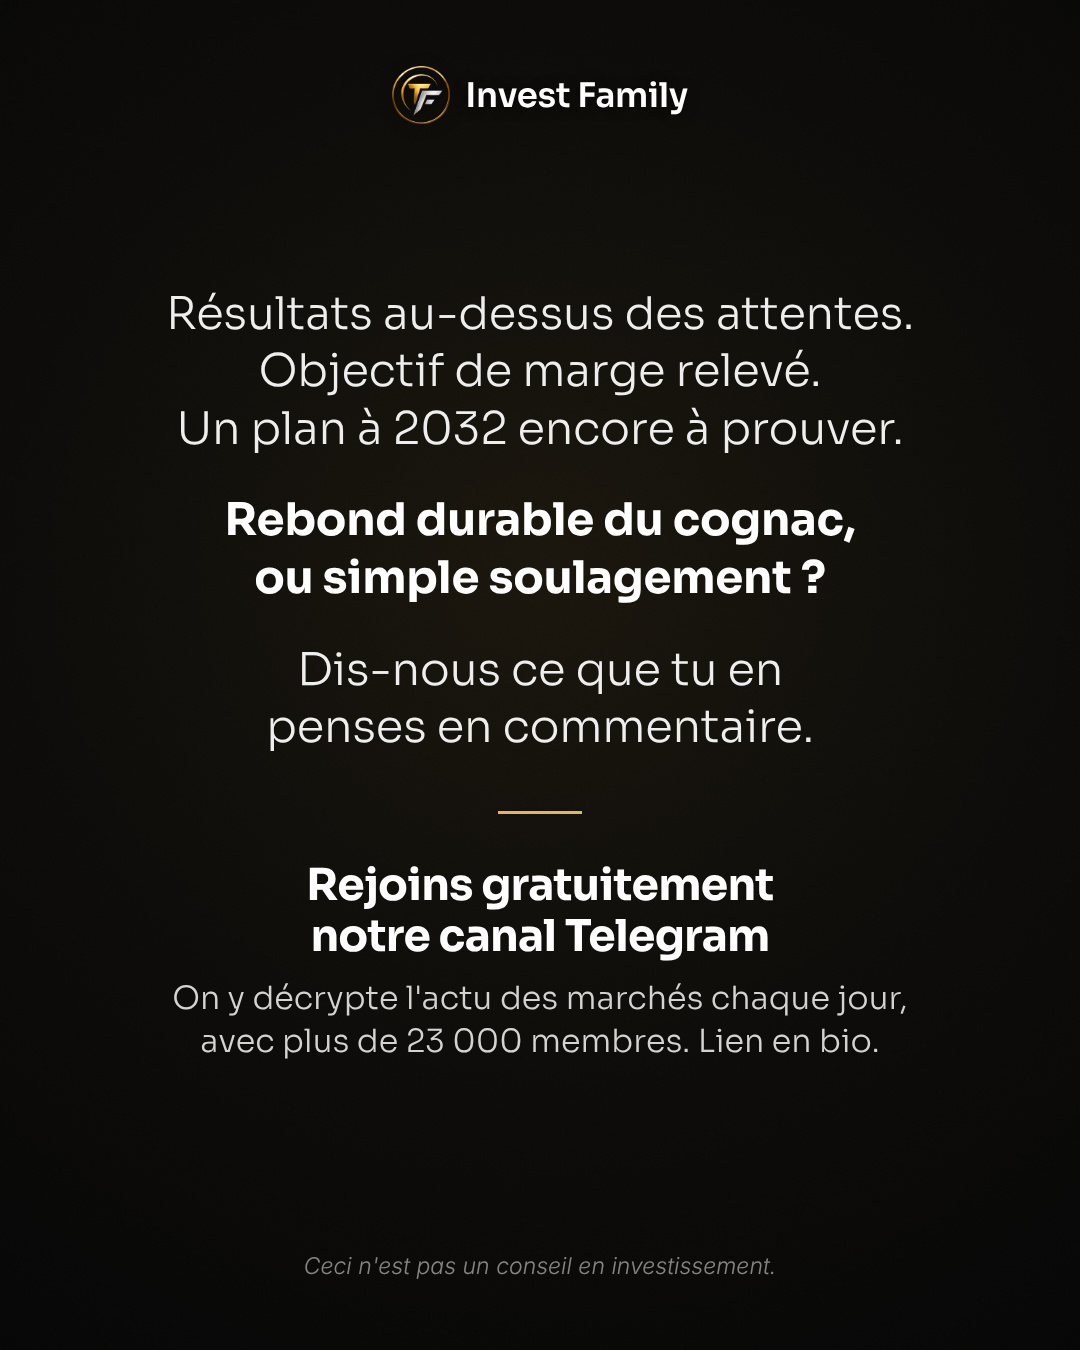 TF Invest Family
Résultats au-dessus des attentes.
Objectif de marge relevé.
Un plan à 2032 encore à prouver.
Rebond durable du cognac,
ou simple soulagement ?
Dis-nous ce que tu en
penses en commentaire.
Rejoins gratuitement
notre canal Telegram
On y décrypte l'actu des marchés chaque jour,
avec plus de 23 000 membres. Lien en bio.
Ceci n'est pas un conseil en investissement.